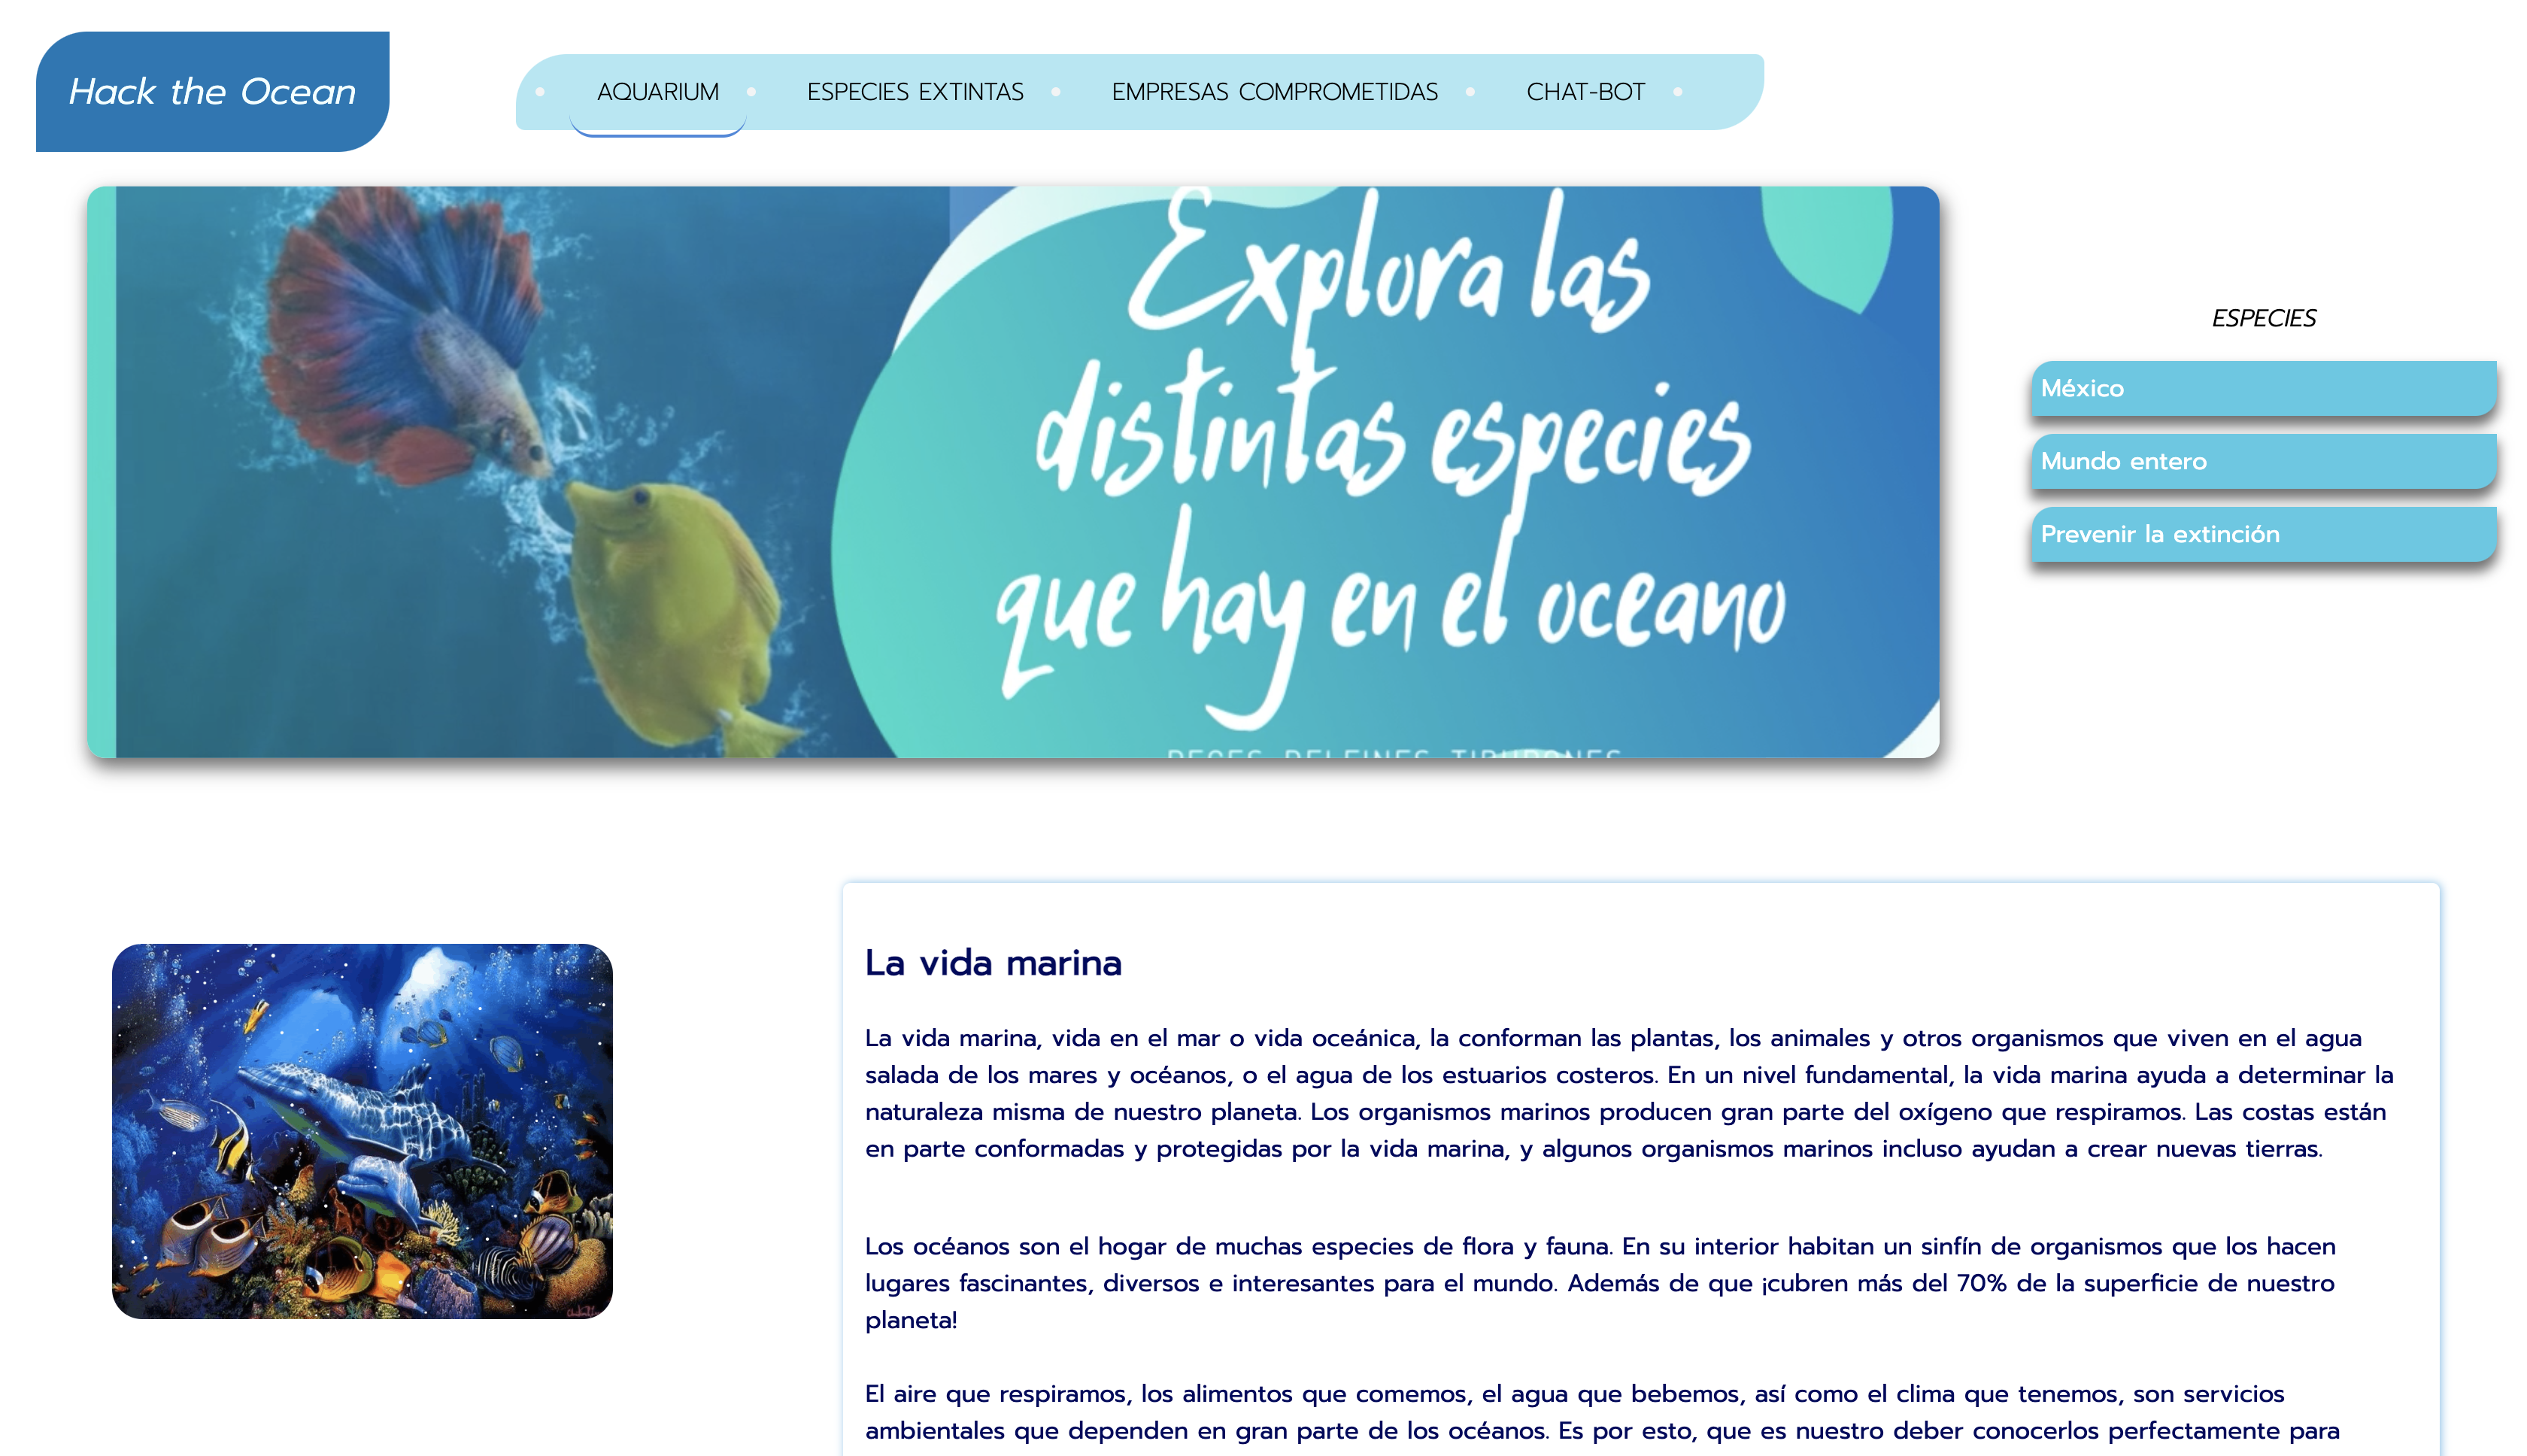 Hack the Ocean
AQUARIUM
ESPECIES EXTINTAS
EMPRESAS COMPROMETIDAS
CHAT-BOT
Explora las
distintas especies
que hay en el oceano
ESPECIES
México
Mundo entero
Prevenir la extinción
La vida marina
La vida marina, vida en el mar o vida oceánica, la conforman las plantas, los animales y otros organismos que viven en el agua
salada de los mares y océanos, o el agua de los estuarios costeros. En un nivel fundamental, la vida marina ayuda a determinar la
naturaleza misma de nuestro planeta. Los organismos marinos producen gran parte del oxígeno que respiramos. Las costas están
en parte conformadas y protegidas por la vida marina, y algunos organismos marinos incluso ayudan a crear nuevas tierras.
Los océanos son el hogar de muchas especies de flora y fauna. En su interior habitan un sinfín de organismos que los hacen
lugares fascinantes, diversos e interesantes para el mundo. Además de que ¡cubren más del 70% de la superficie de nuestro
planeta!
El aire que respiramos, los alimentos que comemos, el agua que bebemos, así como el clima que tenemos, son servicios
ambientales que dependen en gran parte de los océanos. Es por esto, que es nuestro deber conocerlos perfectamente para